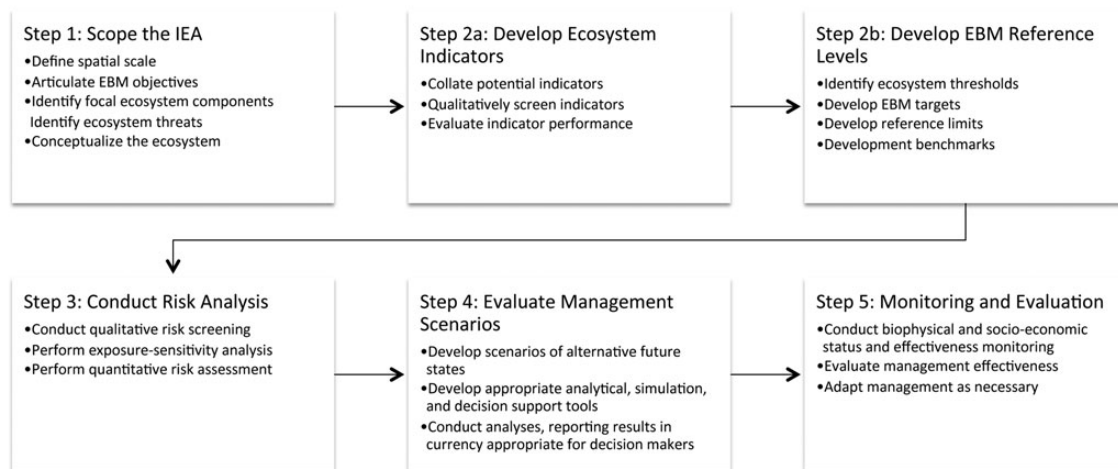 Step 1: Scope the IEA
•Define spatial scale
•Articulate EBM objectives
•Identify focal ecosystem components
Identify ecosystem threats
•Conceptualize the ecosystem
Step 2a: Develop Ecosystem
Indicators
•Collate potential indicators
•Qualitatively screen indicators
•Evaluate indicator performance
Step 2b: Develop EBM Reference
Levels
•Identify ecosystem thresholds
•Develop EBM targets
•Develop reference limits
•Development benchmarks
Step 3: Conduct Risk Analysis
•Conduct qualitative risk screening
•Perform exposure-sensitivity analysis
•Perform quantitative risk assessment
Step 4: Evaluate Management
Scenarios
•Develop scenarios of alternative future
states
•Develop appropriate analytical, simulation,
and decision support tools
•Conduct analyses, reporting results in
currency appropriate for decision makers
Step 5: Monitoring and Evaluation
•Conduct biophysical and socio-economic
status and effectiveness monitoring
•Evaluate management effectiveness
•Adapt management as necessary